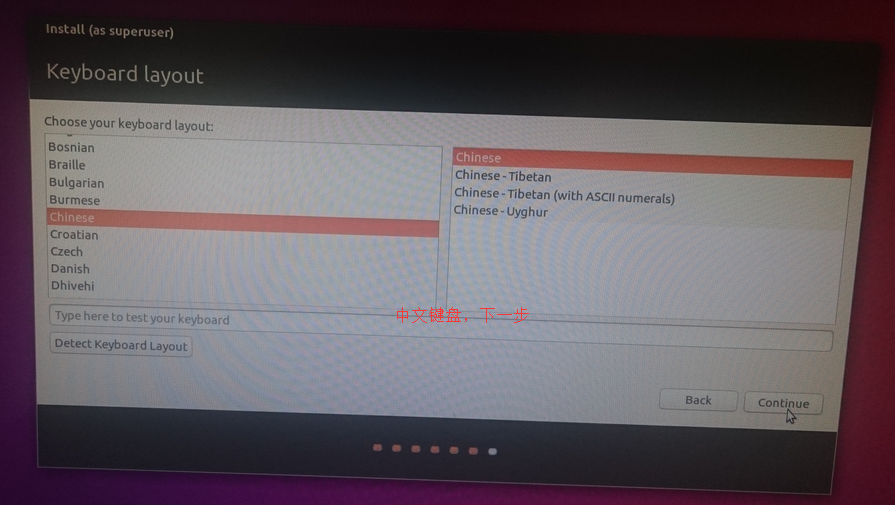 Install (as superuser)
Keyboard layout
Choose your keyboard layout:
Bosnian
Braille
Bulgarian
Burmese
Chinese
Croatian
Czech
Danish
Dhivehi
Chinese
Chinese - Tibetan
Chinese - Tibetan (with ASCII numerals)
Chinese - Uyghur
中文键盘，下一步
Type here to test your keyboard
Detect Keyboard Layout
Back
Continue